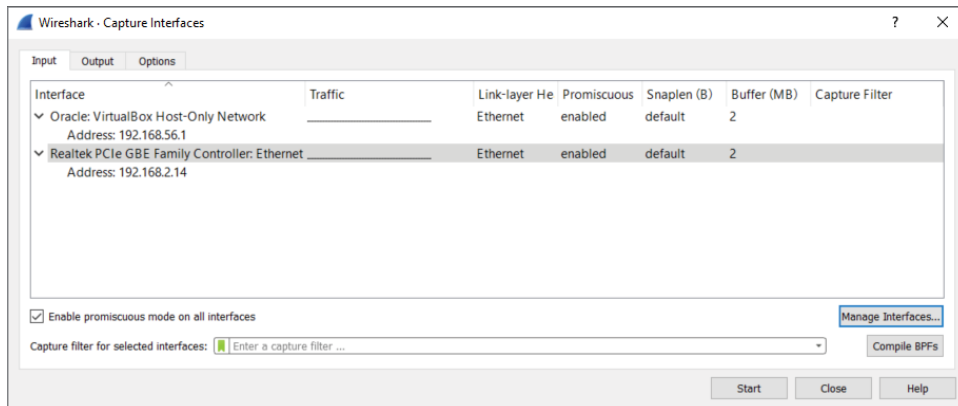 Wireshark · Capture Interfaces ? ×
Input Output Options
Interface Traffic Link-layer He Promiscuous Snaplen (B) Buffer (MB) Capture Filter
Oracle: VirtualBox Host-Only Network Ethernet enabled default 2
Address: 192.168.56.1
Realtek PCIe GBE Family Controller: Ethernet Ethernet enabled default 2
Address: 192.168.2.14
Enable promiscuous mode on all interfaces Manage Interfaces...
Capture filter for selected interfaces: Enter a capture filter ... Compile BPFs
Start Close Help